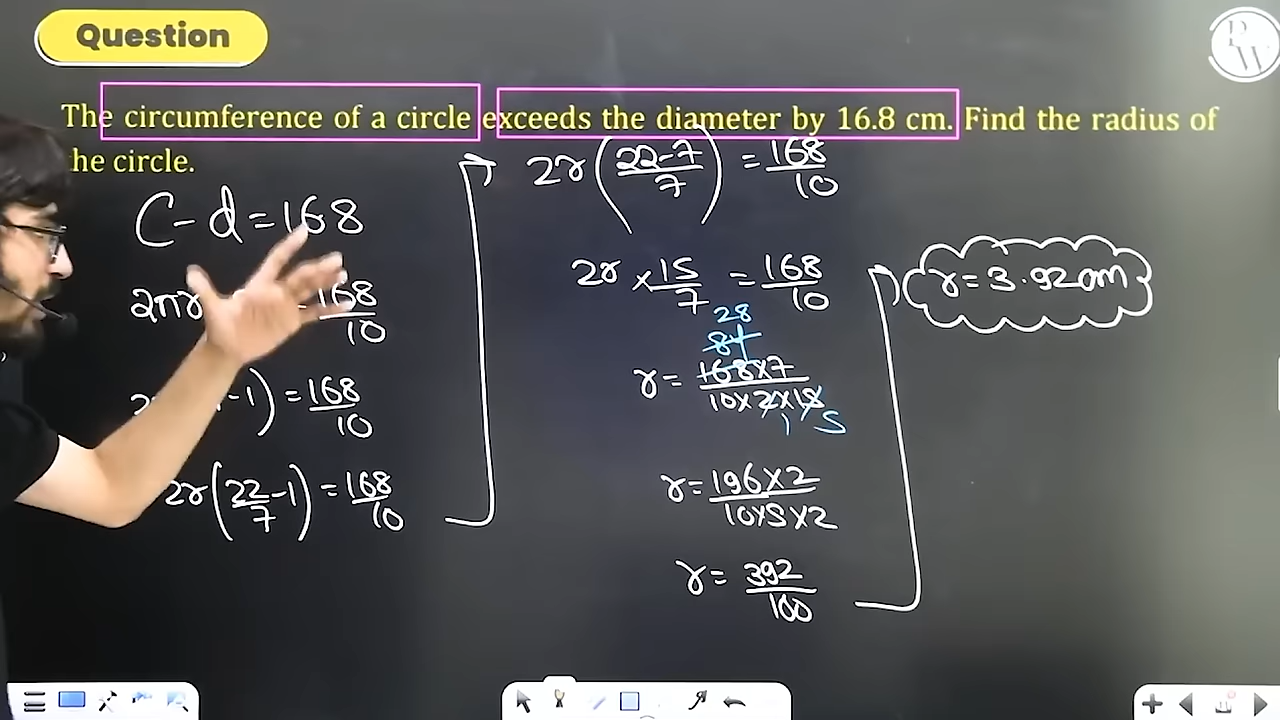 Question
PW
The circumference of a circle exceeds the diameter by 16.8 cm. Find the radius of
he circle.
C - d = 168
2πr = 168/10
-1) = 168/10
2r(22/7 - 1) = 168/10
2r(22-7/7) = 168/10
2r × 15/7 = 168/10
28
84
r = 168×7/10×2×15
1 5
r = 196×2/10×5×2
r = 392/100
r = 3.92cm